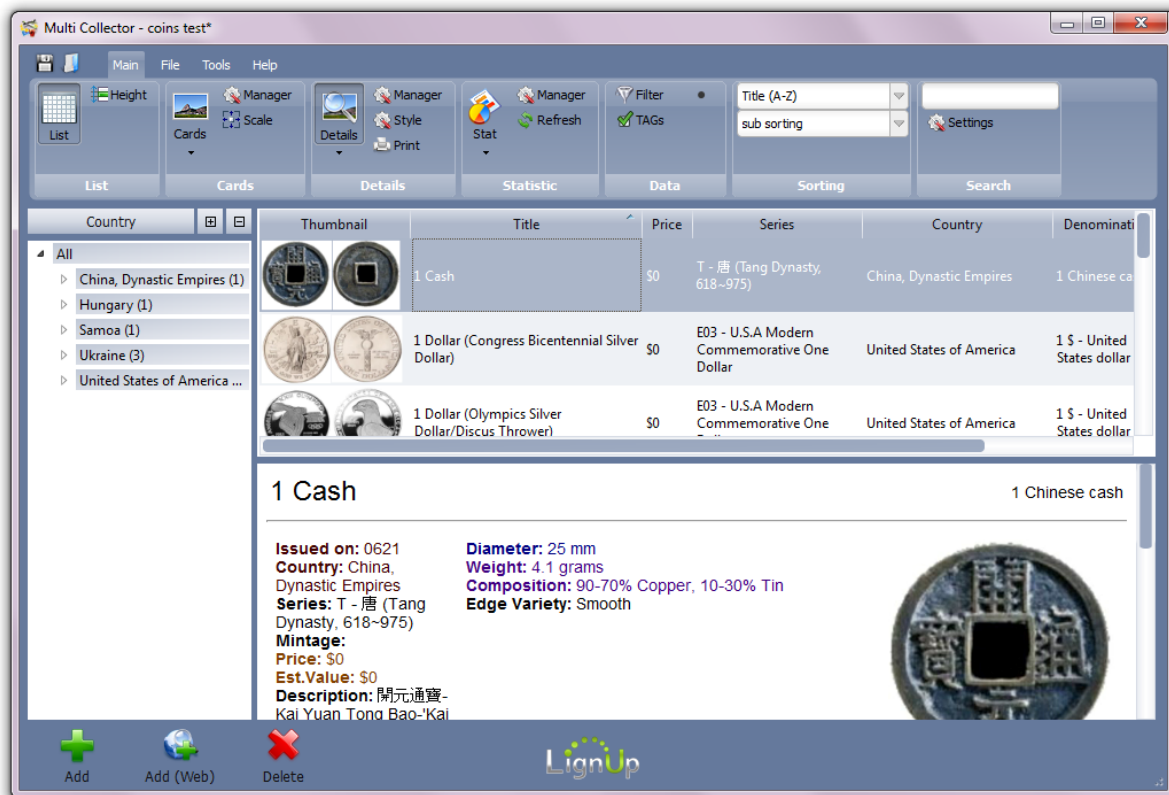 Multi Collector - coins test*
Main File Tools Help
Height
List
List
Cards
Manager
Scale
Cards
Details
Manager
Style
Print
Details
Stat
Manager
Refresh
Statistic
Filter
TAGs
Data
Title (A-Z)
sub sorting
Sorting
Settings
Search
Country
All
China, Dynastic Empires (1)
Hungary (1)
Samoa (1)
Ukraine (3)
United States of America ...
Thumbnail Title Price Series Country Denominati
1 Cash $0 T - 唐 (Tang Dynasty,
618~975) China, Dynastic Empires 1 Chinese ca
1 Dollar (Congress Bicentennial Silver
Dollar) $0 E03 - U.S.A Modern
Commemorative One
Dollar United States of America 1 $ - United
States dollar
1 Dollar (Olympics Silver
Dollar/Discus Thrower) $0 E03 - U.S.A Modern
Commemorative One
United States of America 1 $ - United
States dollar
1 Cash
1 Chinese cash
Issued on: 0621
Country: China,
Dynastic Empires
Series: T - 唐 (Tang
Dynasty, 618~975)
Mintage:
Price: $0
Est.Value: $0
Description: 開元通寶-
Kai Yuan Tong Bao-'Kai
Diameter: 25 mm
Weight: 4.1 grams
Composition: 90-70% Copper, 10-30% Tin
Edge Variety: Smooth
Add
Add (Web)
Delete
LignUp